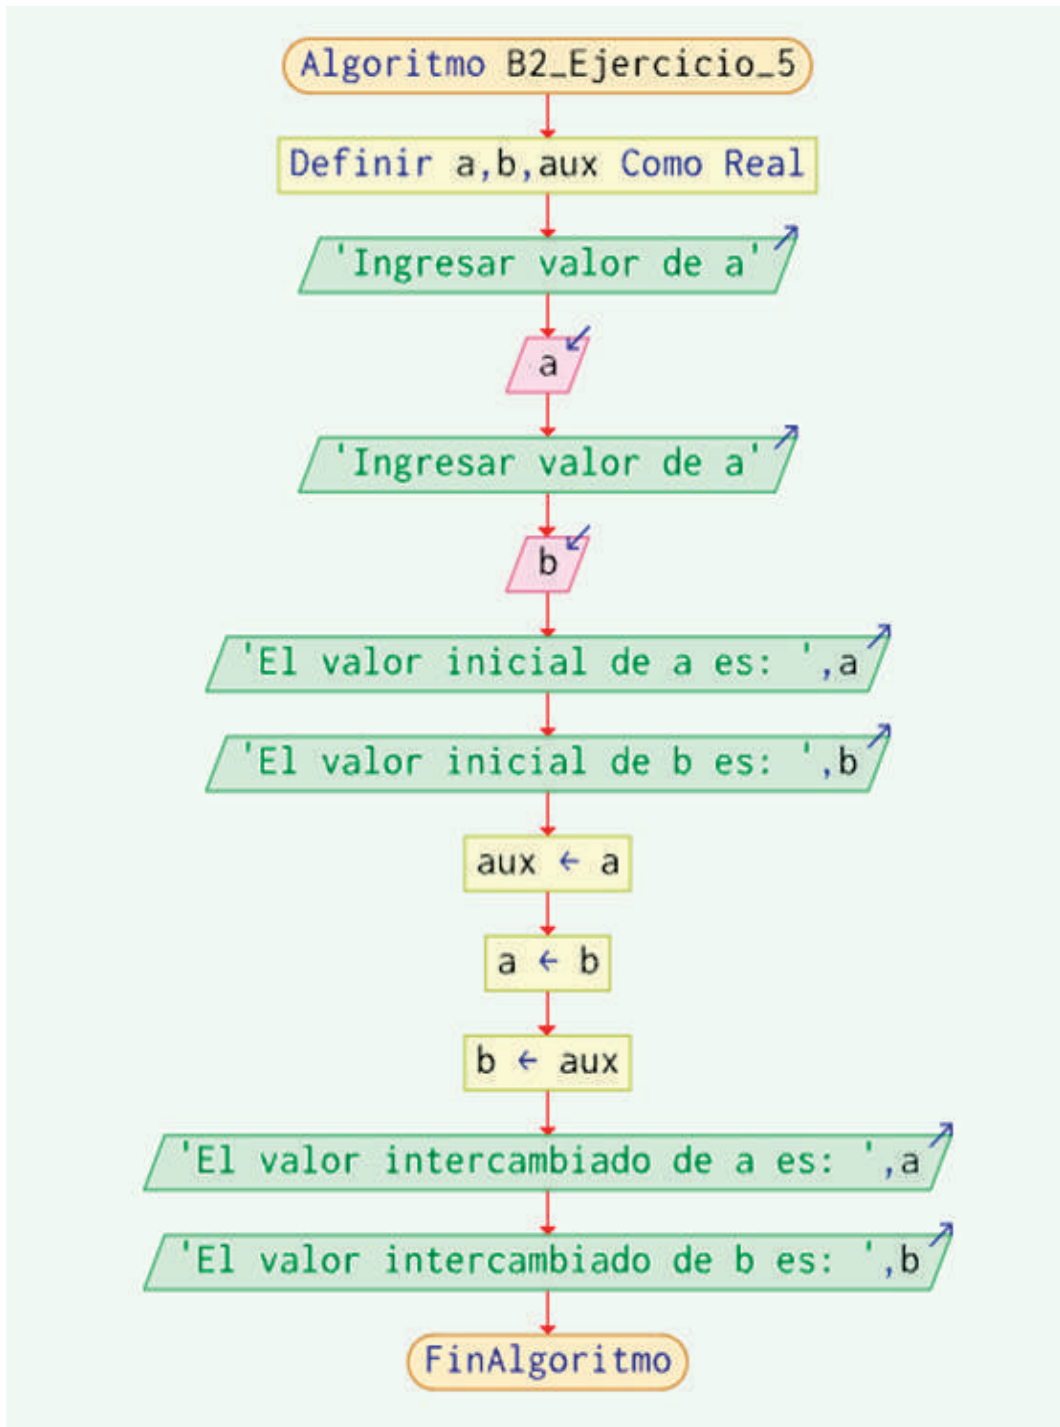 Algoritmo B2_Ejercicio_5
Definir a,b,aux Como Real
'Ingresar valor de a'
a
'Ingresar valor de a'
b
'El valor inicial de a es: ',a
'El valor inicial de b es: ',b
aux ← a
a ← b
b ← aux
'El valor intercambiado de a es: ',a
'El valor intercambiado de b es: ',b
FinAlgoritmo